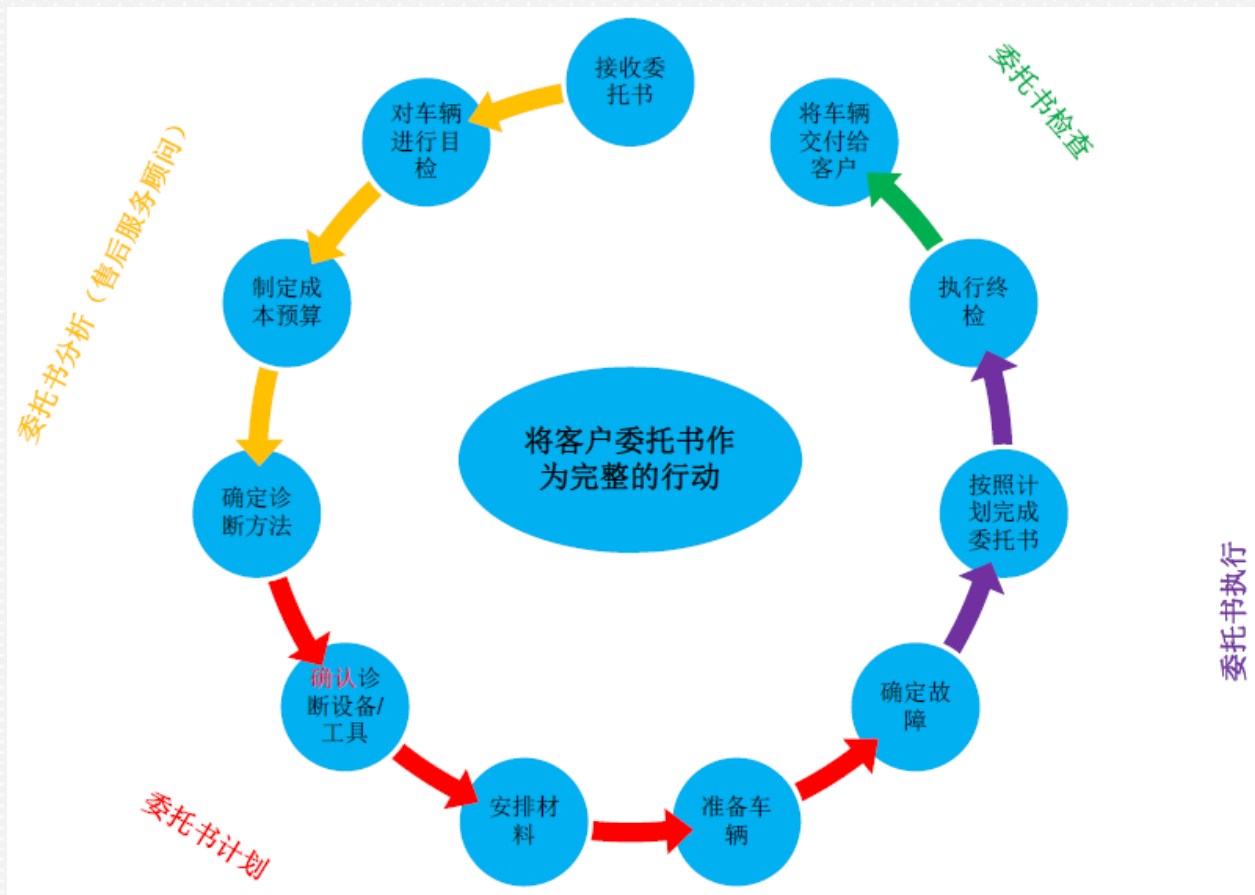 接收委
托书
对车辆
进行目
检
制定成
本预算
确定诊
断方法
确认诊
断设备/
工具
安排材
料
准备车
辆
确定故
障
按照计
划完成
委托书
执行终
检
将车辆
交付给
客户
将客户委托书作
为完整的行动
委托书分析（售后服务顾问）
委托书计划
委托书执行
委托书检查